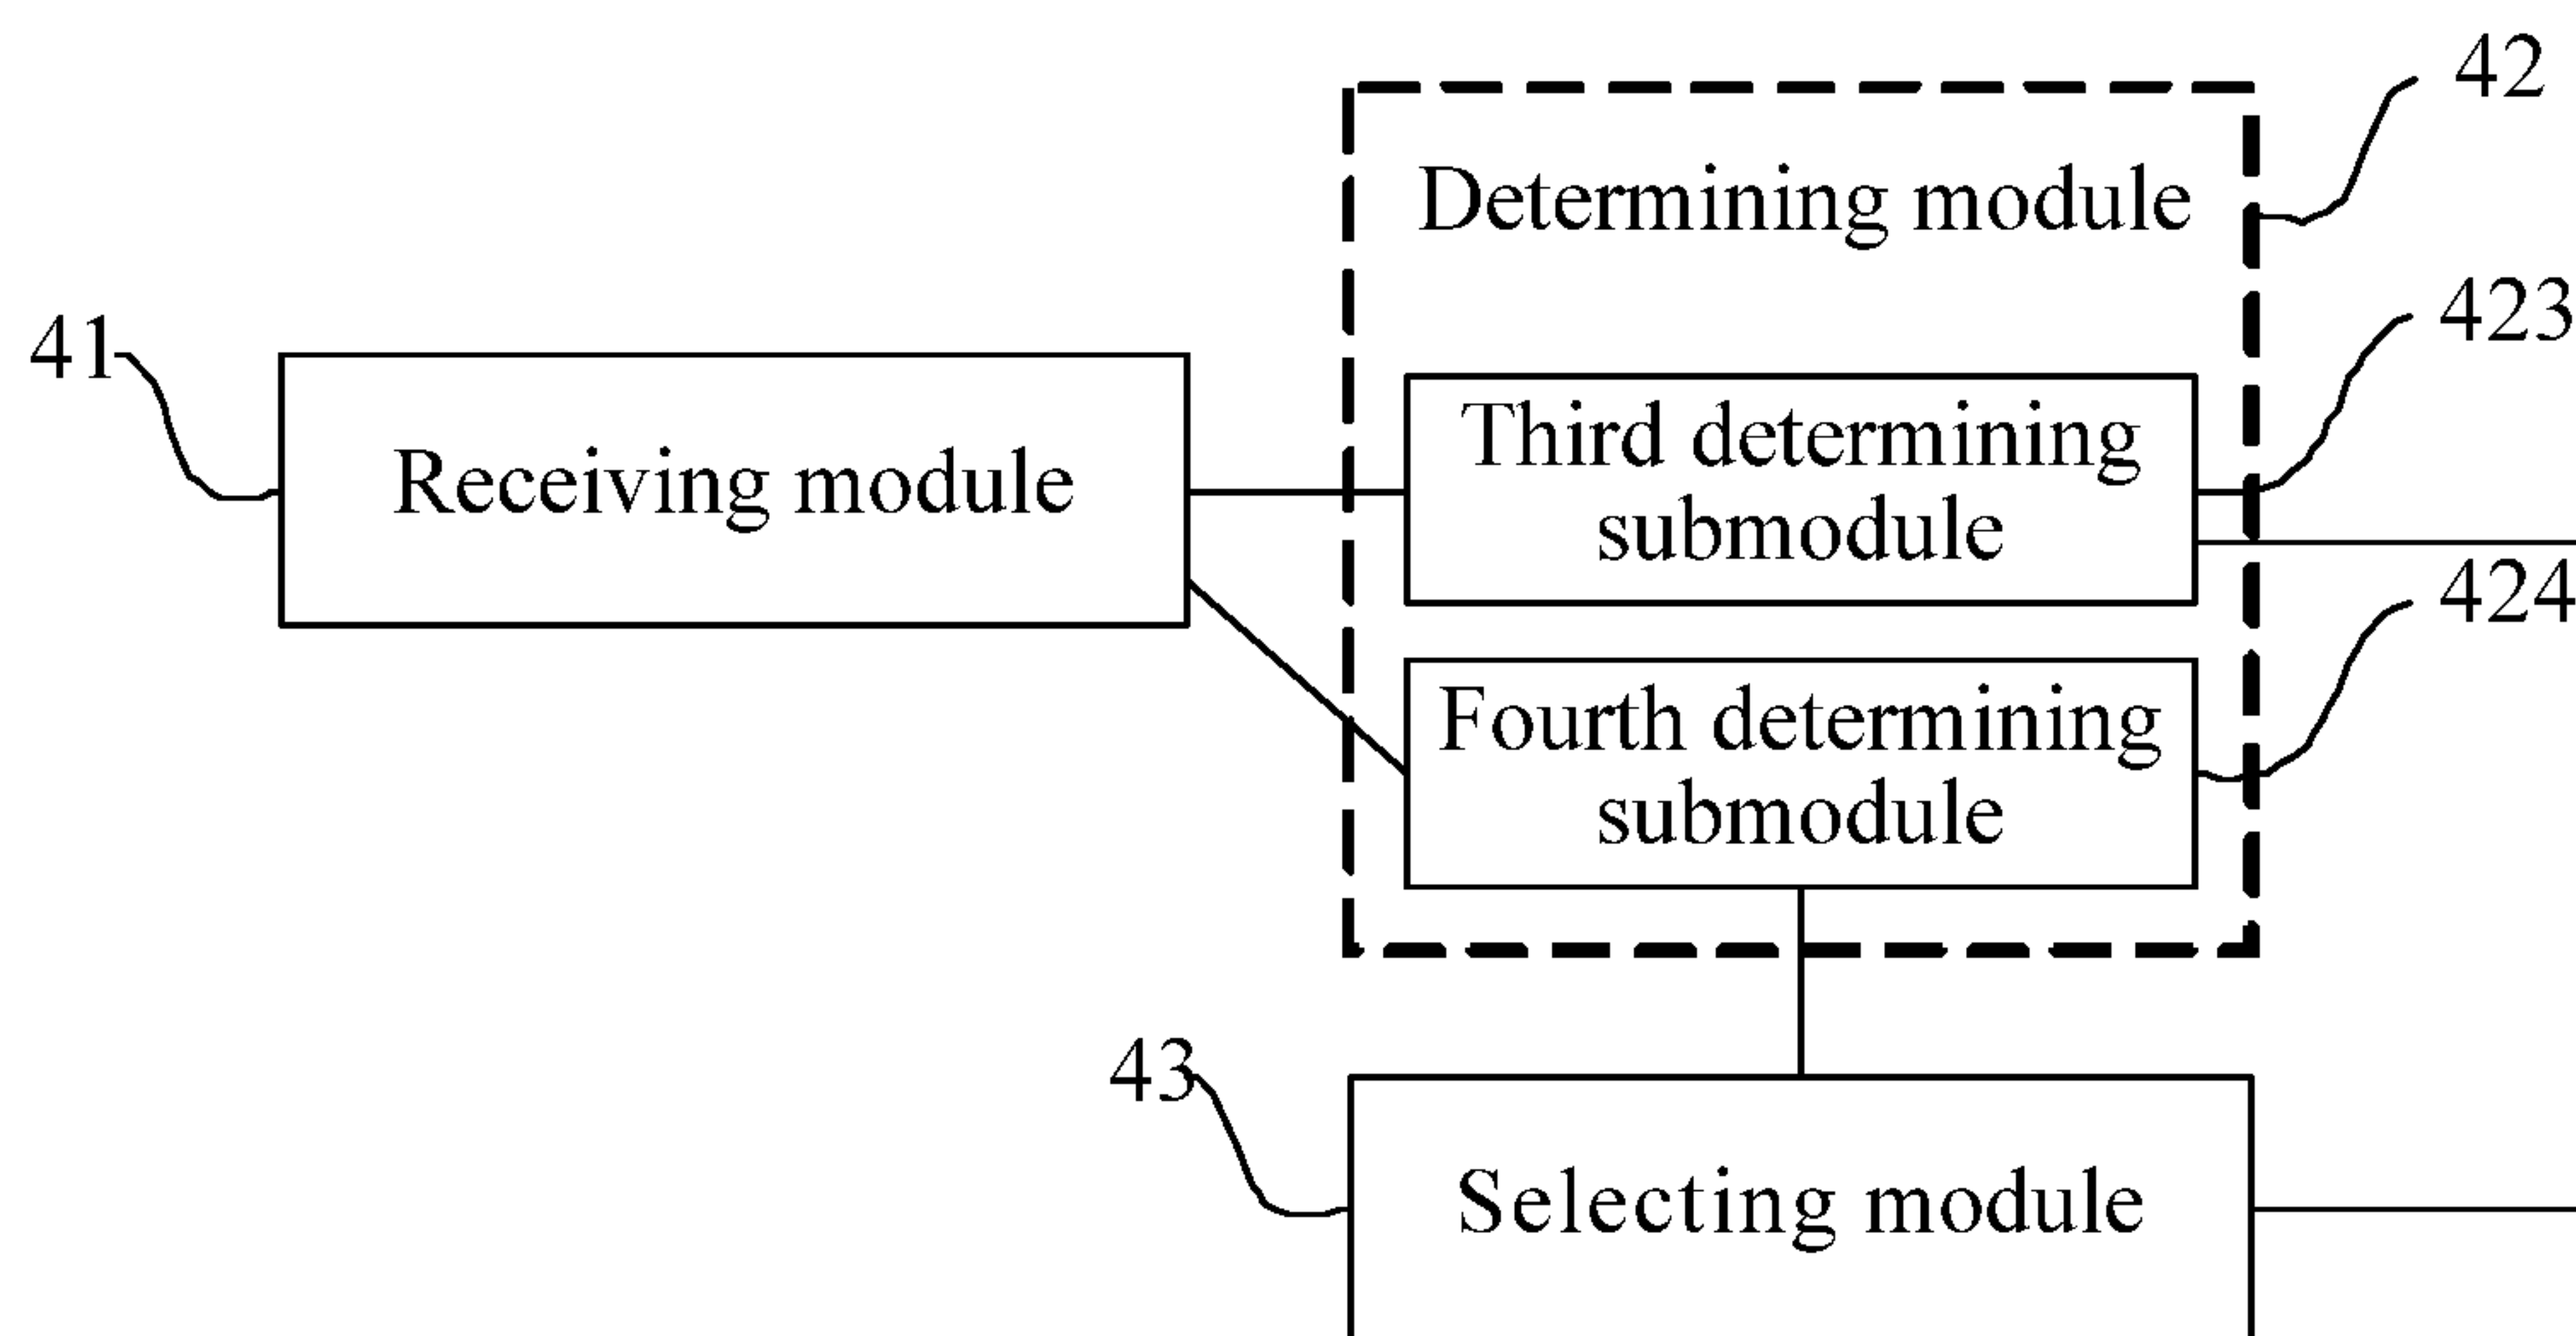 42
Determining module
423
41
Third determining
submodule
Receiving module
424
Fourth determining
submodule
43
Selecting module